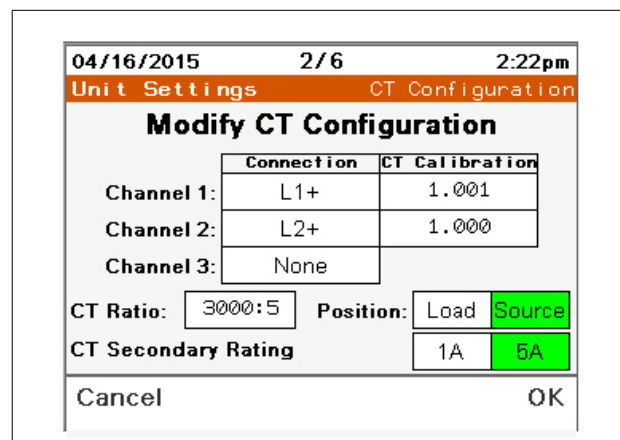 04/16/2015 2/6 2:22pm
Unit Settings CT Configuration
Modify CT Configuration
Connection CT Calibration
Channel 1: L1+ 1.001
Channel 2: L2+ 1.000
Channel 3: None
CT Ratio: 3000:5 Position: Load Source
CT Secondary Rating 1A 5A
Cancel OK